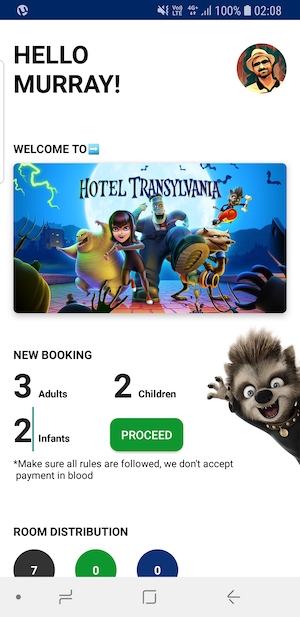 VoO 4G+ 100% 02:08
LTE
HELLO
MURRAY!
WELCOME TO➡️
HOTEL TRANSYLVANIA
NEW BOOKING
3 Adults 2 Children
2 Infants PROCEED
*Make sure all rules are followed, we don't accept
payment in blood
ROOM DISTRIBUTION
7 0 0